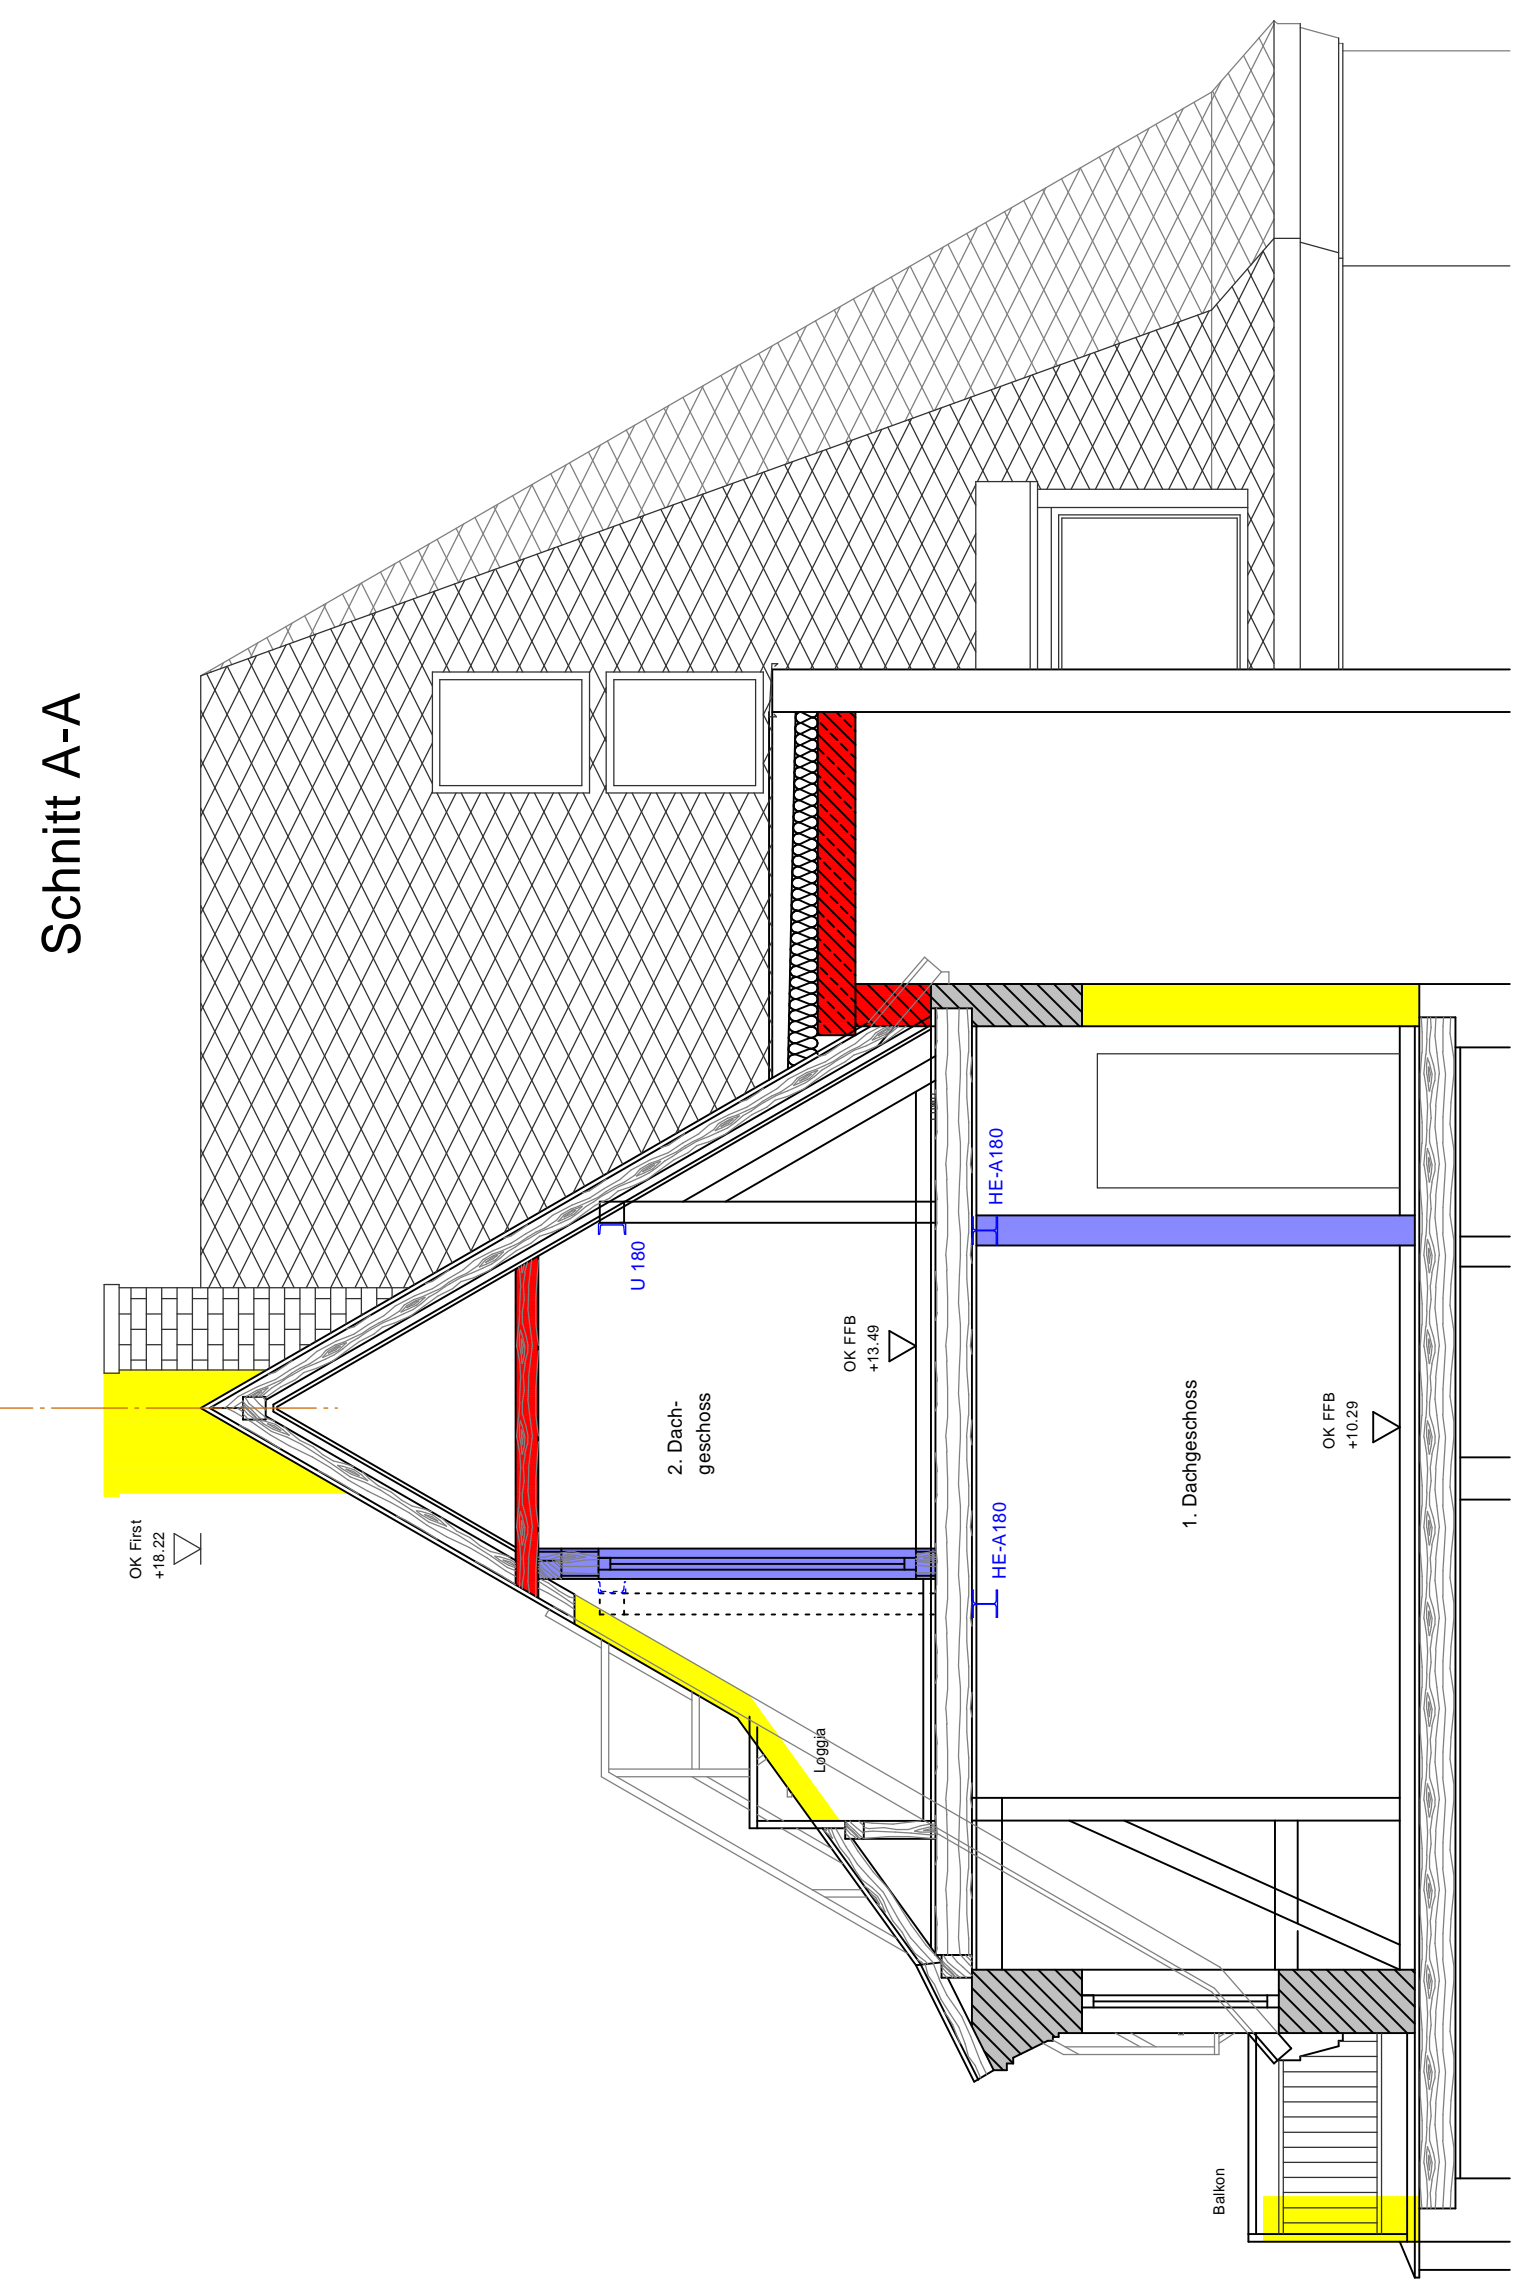 Schnitt A-A
OK First
+18.22
U 180
2. Dach-
geschoss
OK FFB
+13.49
Loggia
HE-A180
HE-A180
1. Dachgeschoss
OK FFB
+10.29
Balkon